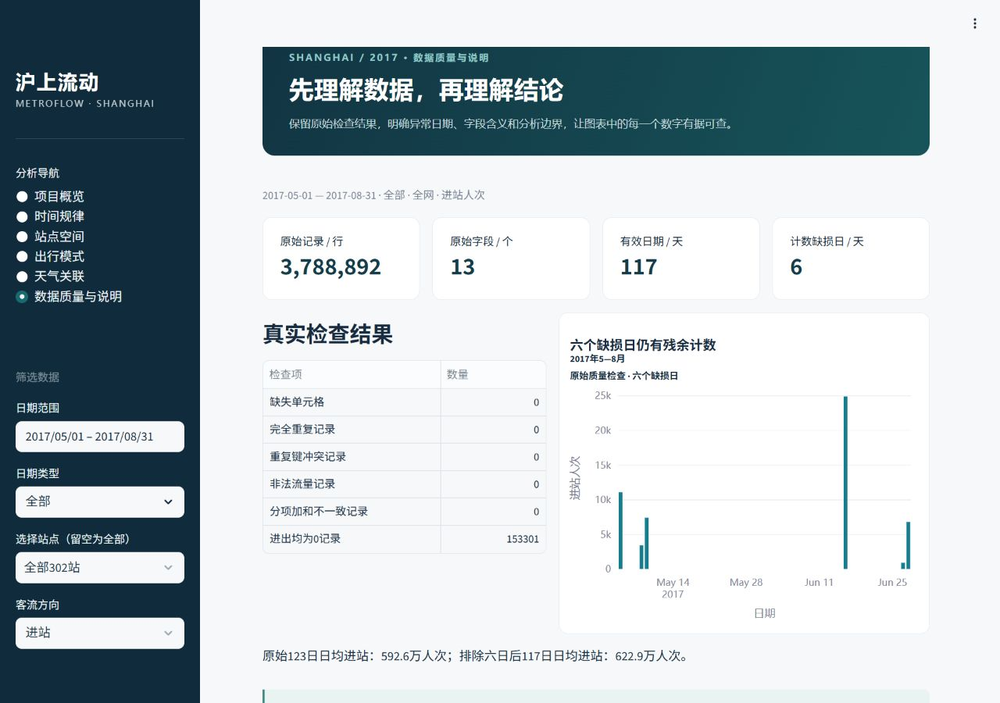 沪上流动
METROFLOW · SHANGHAI
分析导航
项目概览
时间规律
站点空间
出行模式
天气关联
数据质量与说明
筛选数据
日期范围
2017/05/01 – 2017/08/31
日期类型
全部
选择站点（留空为全部）
全部302站
客流方向
进站
SHANGHAI / 2017 • 数据质量与说明
先理解数据，再理解结论
保留原始检查结果，明确异常日期、字段含义和分析边界，让图表中的每一个数字有据可查。
2017-05-01 — 2017-08-31 · 全部 · 全网 · 进站人次
原始记录 / 行
3,788,892
原始字段 / 个
13
有效日期 / 天
117
计数缺损日 / 天
6
真实检查结果
检查项 数量
缺失单元格 0
完全重复记录 0
重复键冲突记录 0
非法流量记录 0
分项加和不一致记录 0
进出均为0记录 153301
六个缺损日仍有残余计数
2017年5—8月
原始质量检查 · 六个缺损日
25k
20k
15k
10k
5k
0
进站人次
May 14 May 28 Jun 11 Jun 25
2017
日期
原始123日日均进站：592.6万人次；排除六日后117日日均进站：622.9万人次。